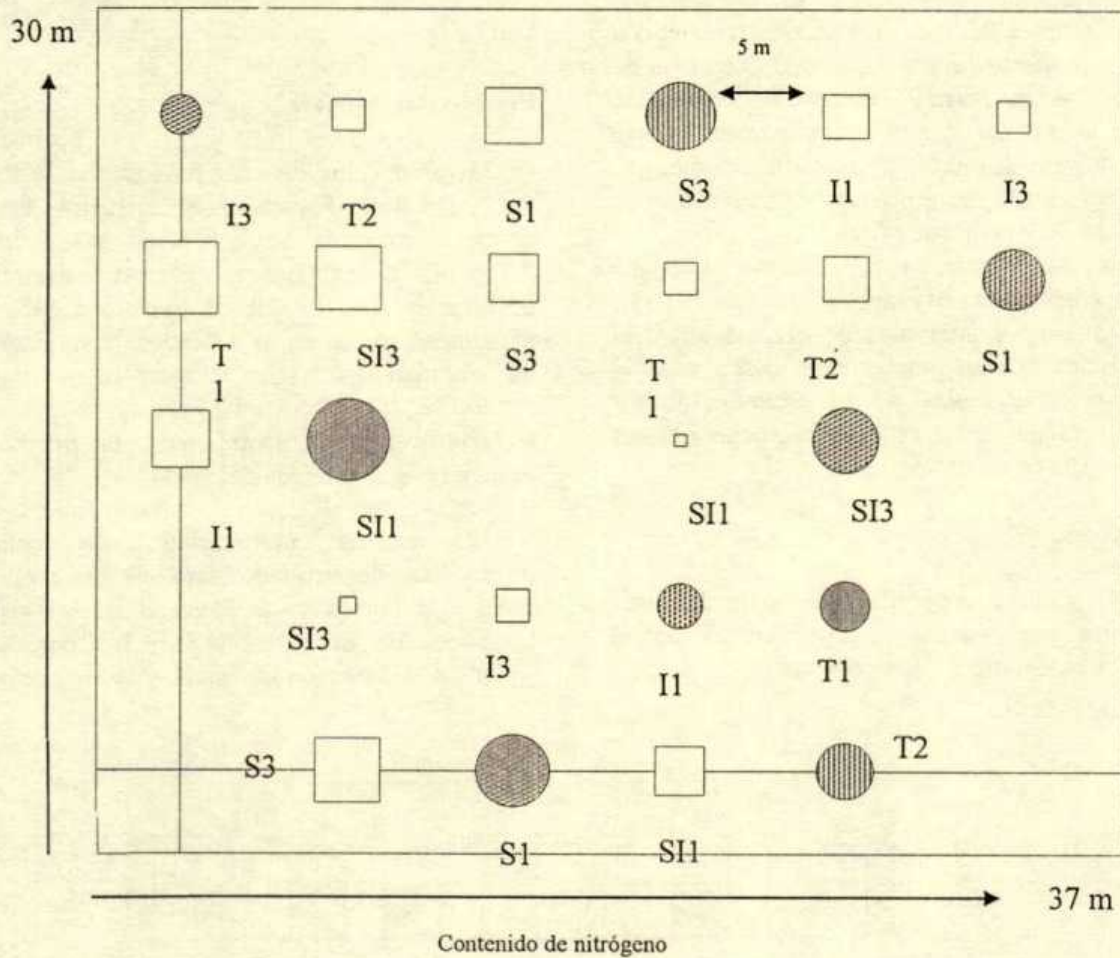 30 m
5 m
S3 I1 I3
I3 T2 S1
T
1
SI3 S3 T
1
T2 S1
I1 SI1 SI1 SI3
SI3 I3 I1 T1
S3 T2
S1 SI1
37 m
Contenido de nitrógeno